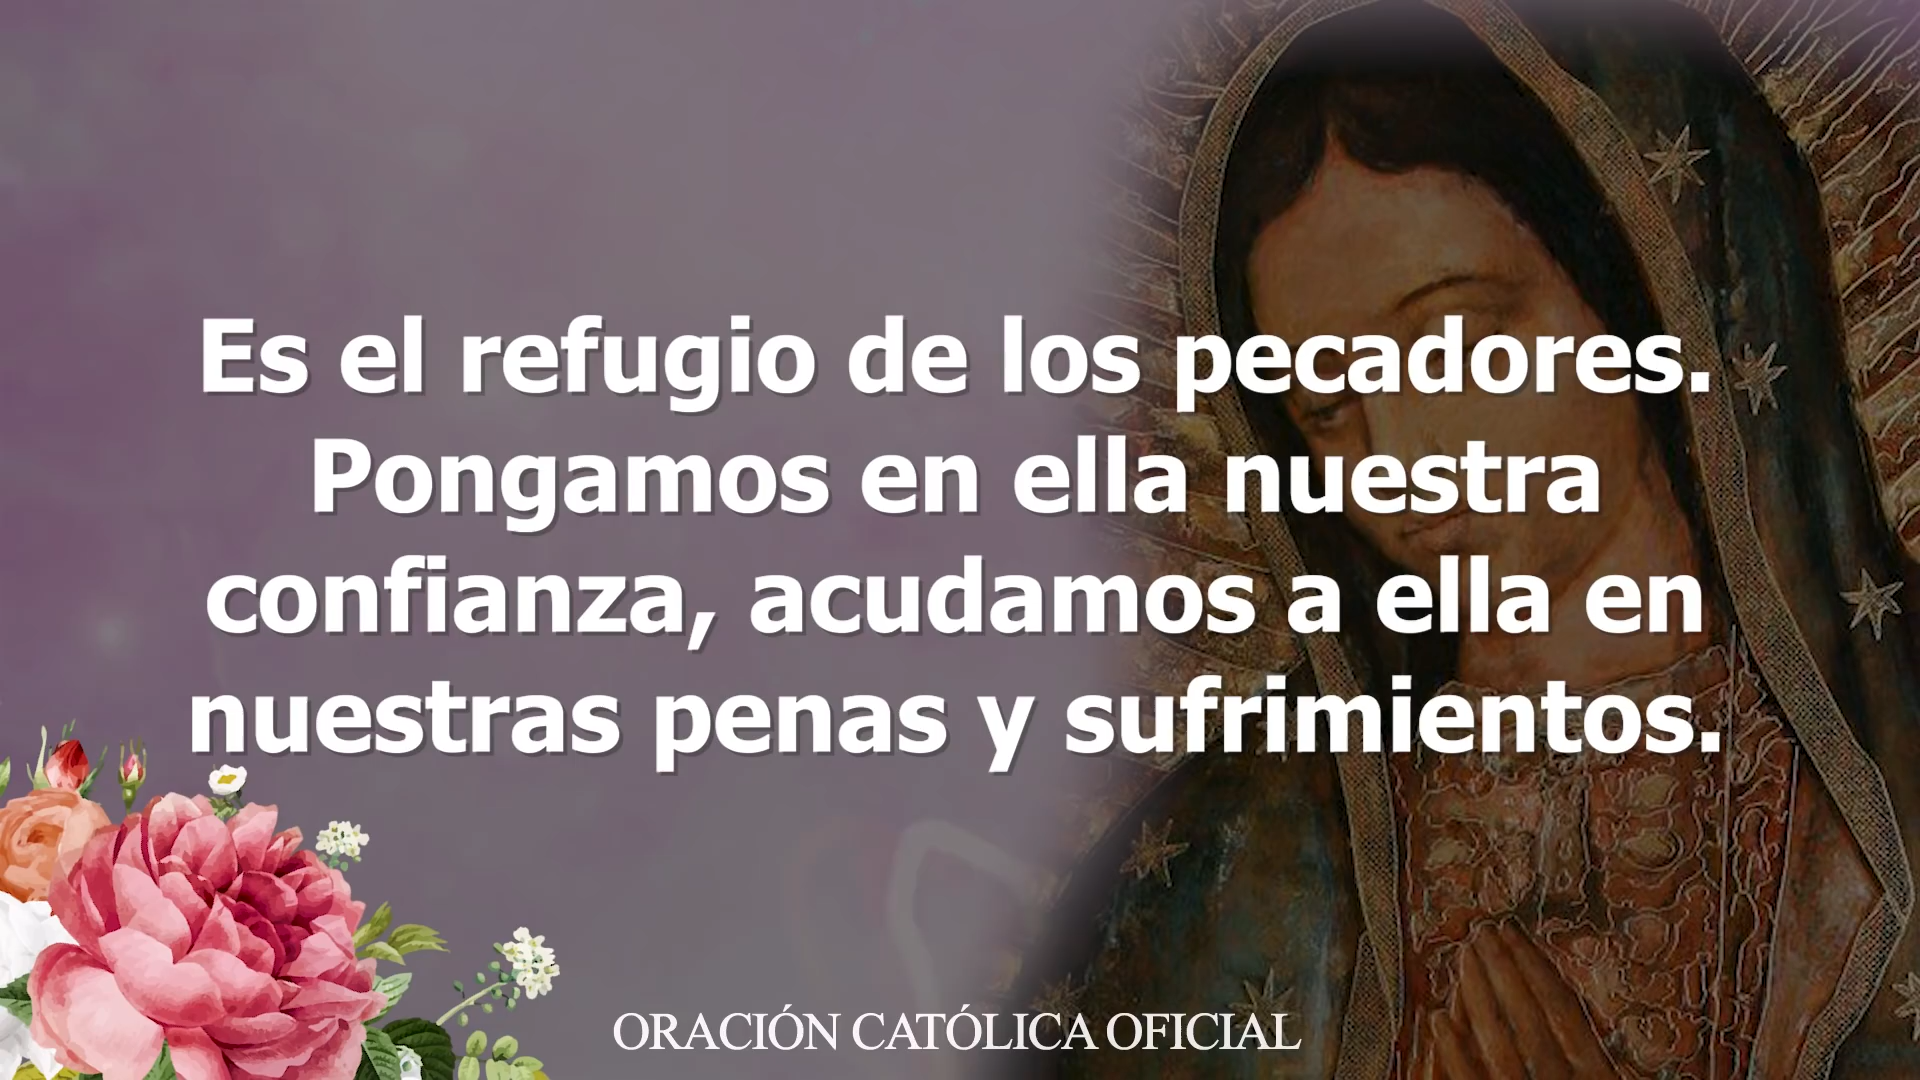 Es el refugio de los pecadores.
Pongamos en ella nuestra
confianza, acudamos a ella en
nuestras penas y sufrimientos.
ORACIÓN CATÓLICA OFICIAL